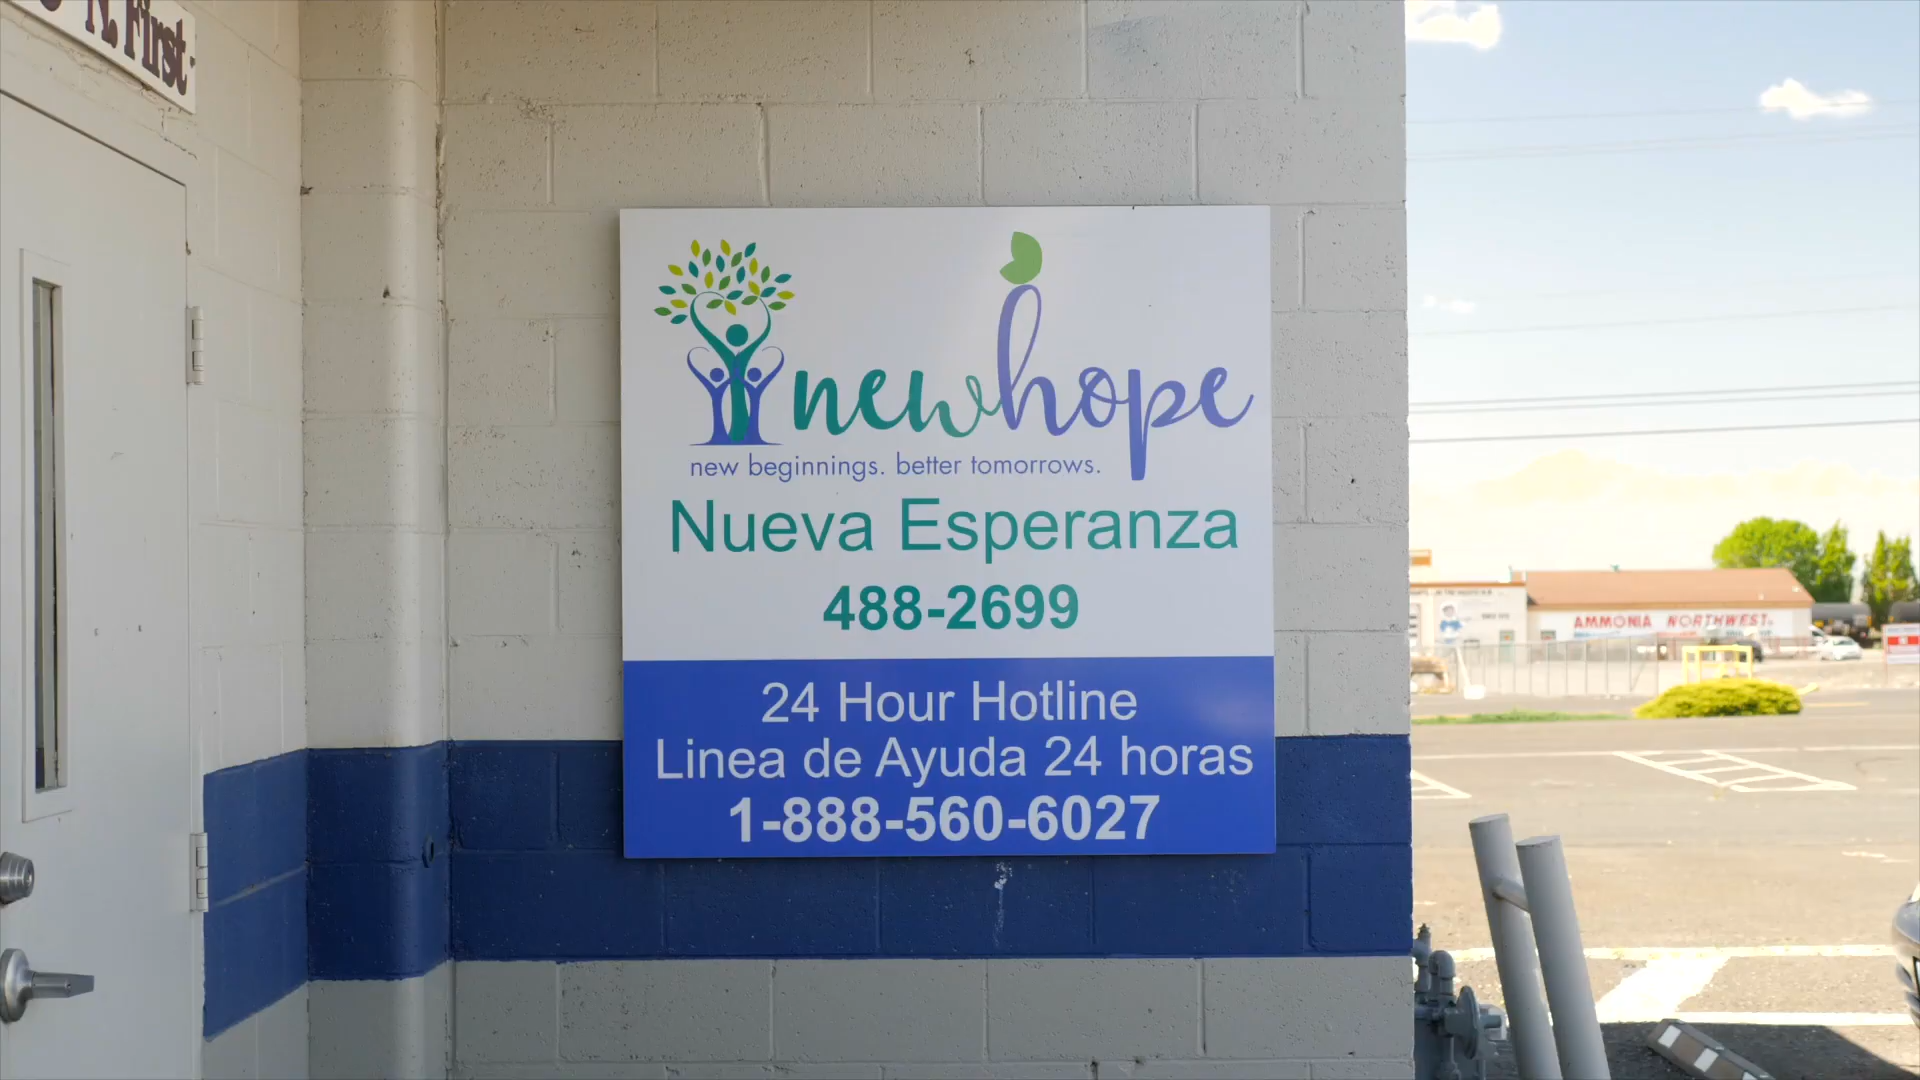 N. First
newhope
new beginnings. better tomorrows.
Nueva Esperanza
488-2699
24 Hour Hotline
Linea de Ayuda 24 horas
1-888-560-6027
AMMONIA NORTHWEST